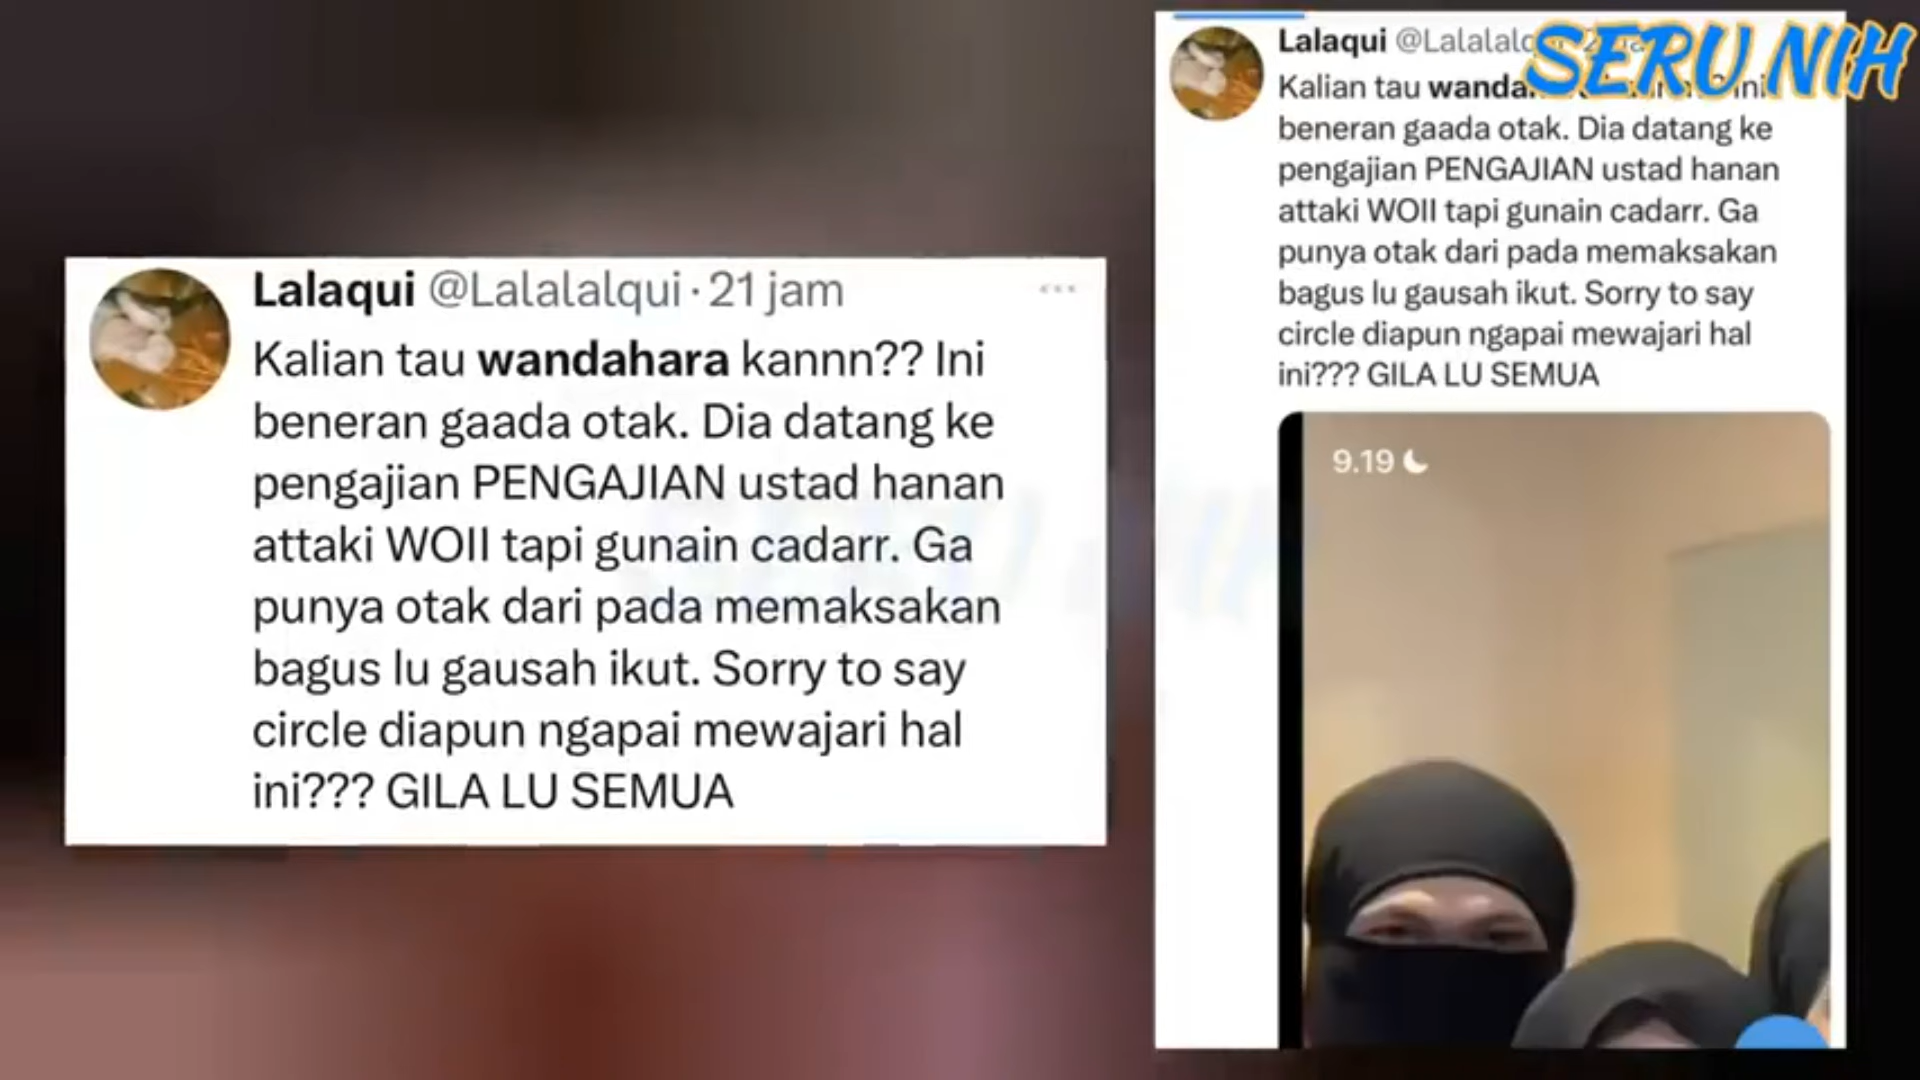 Lalaqui @Lalalalqui · 21 jam
Kalian tau wandahara kannn?? Ini
beneran gaada otak. Dia datang ke
pengajian PENGAJIAN ustad hanan
attaki WOII tapi gunain cadarr. Ga
punya otak dari pada memaksakan
bagus lu gausah ikut. Sorry to say
circle diapun ngapai mewajari hal
ini??? GILA LU SEMUA
SERU NIH
Lalaqui
Kalian tau
beneran gaada otak. Dia datang ke
pengajian PENGAJIAN ustad hanan
attaki WOII tapi gunain cadarr. Ga
punya otak dari pada memaksakan
bagus lu gausah ikut. Sorry to say
circle diapun ngapai mewajari hal
ini??? GILA LU SEMUA
9.19